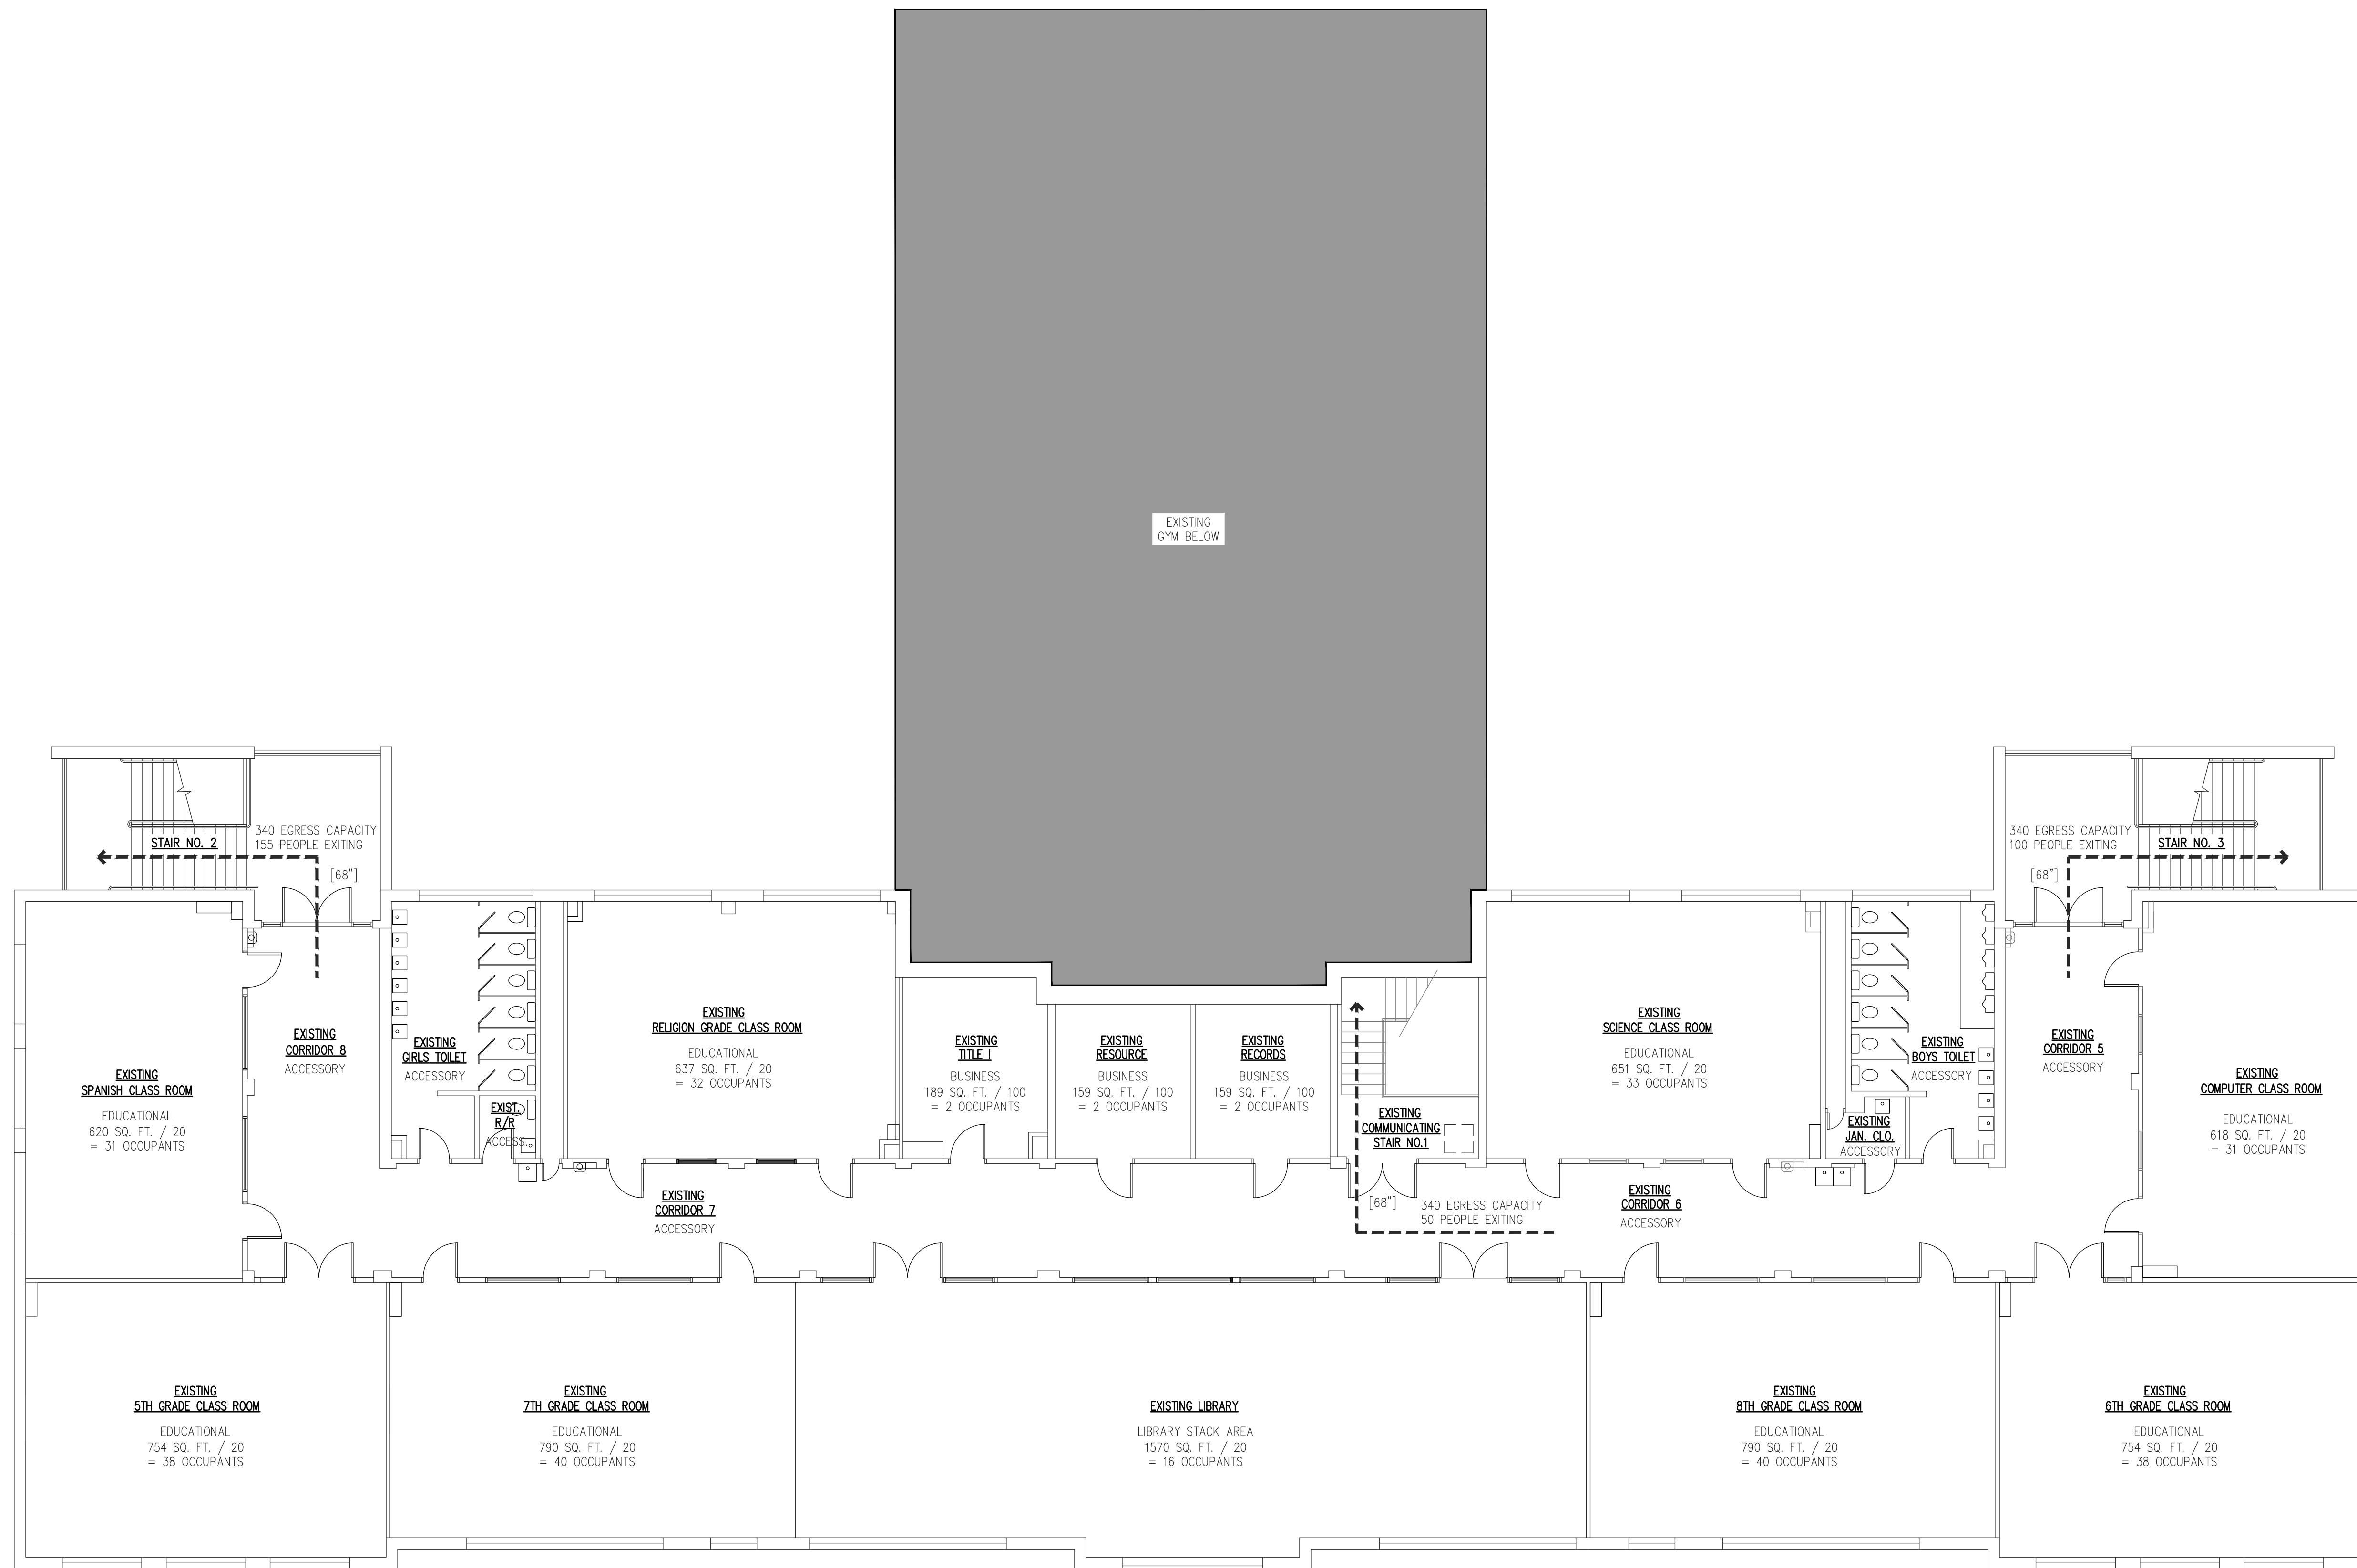 EXISTING
GYM BELOW
340 EGRESS CAPACITY
155 PEOPLE EXITING
STAIR NO. 2
[68"]
340 EGRESS CAPACITY
100 PEOPLE EXITING
STAIR NO. 3
[68"]
EXISTING
SPANISH CLASS ROOM
EDUCATIONAL
620 SQ. FT. / 20
= 31 OCCUPANTS
EXISTING
CORRIDOR 8
ACCESSORY
EXISTING
GIRLS TOILET
ACCESSORY
EXIST.
R/R
ACCESS.
EXISTING
RELIGION GRADE CLASS ROOM
EDUCATIONAL
637 SQ. FT. / 20
= 32 OCCUPANTS
EXISTING
TITLE I
BUSINESS
189 SQ. FT. / 100
= 2 OCCUPANTS
EXISTING
RESOURCE
BUSINESS
159 SQ. FT. / 100
= 2 OCCUPANTS
EXISTING
RECORDS
BUSINESS
159 SQ. FT. / 100
= 2 OCCUPANTS
EXISTING
COMMUNICATING
STAIR NO.1
EXISTING
SCIENCE CLASS ROOM
EDUCATIONAL
651 SQ. FT. / 20
= 33 OCCUPANTS
EXISTING
JAN. CLO.
ACCESSORY
EXISTING
BOYS TOILET
ACCESSORY
EXISTING
CORRIDOR 5
ACCESSORY
EXISTING
COMPUTER CLASS ROOM
EDUCATIONAL
618 SQ. FT. / 20
= 31 OCCUPANTS
EXISTING
CORRIDOR 7
ACCESSORY
[68"]
340 EGRESS CAPACITY
50 PEOPLE EXITING
EXISTING
CORRIDOR 6
ACCESSORY
EXISTING
5TH GRADE CLASS ROOM
EDUCATIONAL
754 SQ. FT. / 20
= 38 OCCUPANTS
EXISTING
7TH GRADE CLASS ROOM
EDUCATIONAL
790 SQ. FT. / 20
= 40 OCCUPANTS
EXISTING LIBRARY
LIBRARY STACK AREA
1570 SQ. FT. / 20
= 16 OCCUPANTS
EXISTING
8TH GRADE CLASS ROOM
EDUCATIONAL
790 SQ. FT. / 20
= 40 OCCUPANTS
EXISTING
6TH GRADE CLASS ROOM
EDUCATIONAL
754 SQ. FT. / 20
= 38 OCCUPANTS